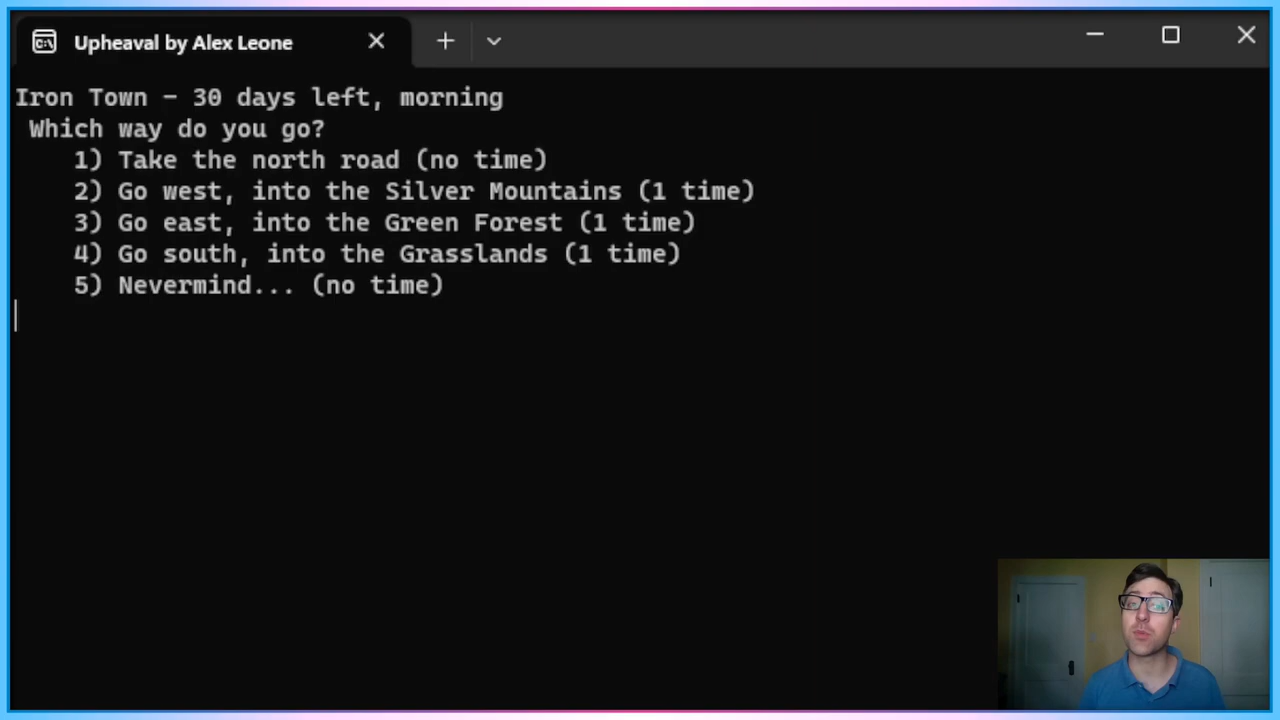 Upheaval by Alex Leone
Iron Town - 30 days left, morning
Which way do you go?
1) Take the north road (no time)
2) Go west, into the Silver Mountains (1 time)
3) Go east, into the Green Forest (1 time)
4) Go south, into the Grasslands (1 time)
5) Nevermind... (no time)